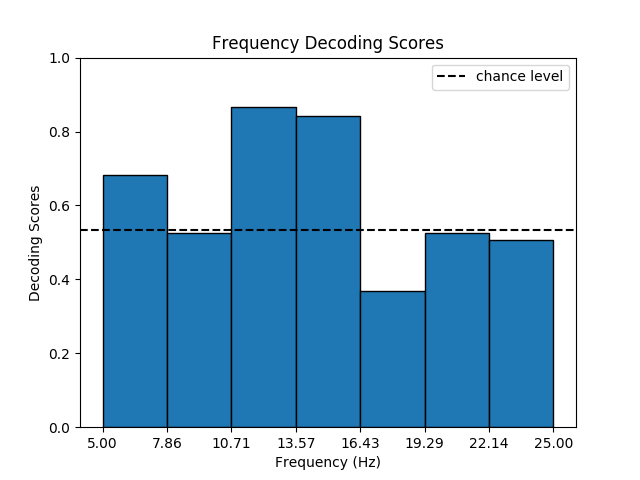 Frequency Decoding Scores
chance level
1.0
0.8
0.6
0.4
0.2
0.0
Decoding Scores
5.00 7.86 10.71 13.57 16.43 19.29 22.14 25.00
Frequency (Hz)